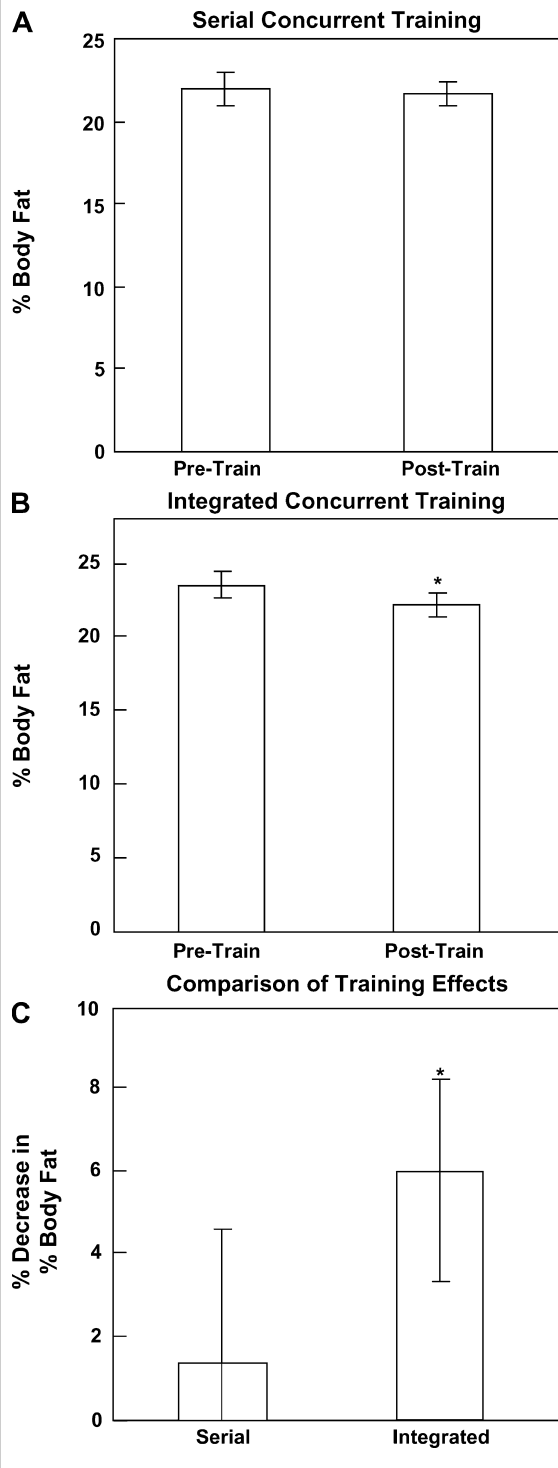 A
Serial Concurrent Training
% Body Fat
25
20
15
10
5
0
Pre-Train
Post-Train
B
Integrated Concurrent Training
% Body Fat
25
20
15
10
5
0
*
Pre-Train
Post-Train
C
Comparison of Training Effects
% Decrease in
% Body Fat
10
8
6
4
2
0
*
Serial
Integrated